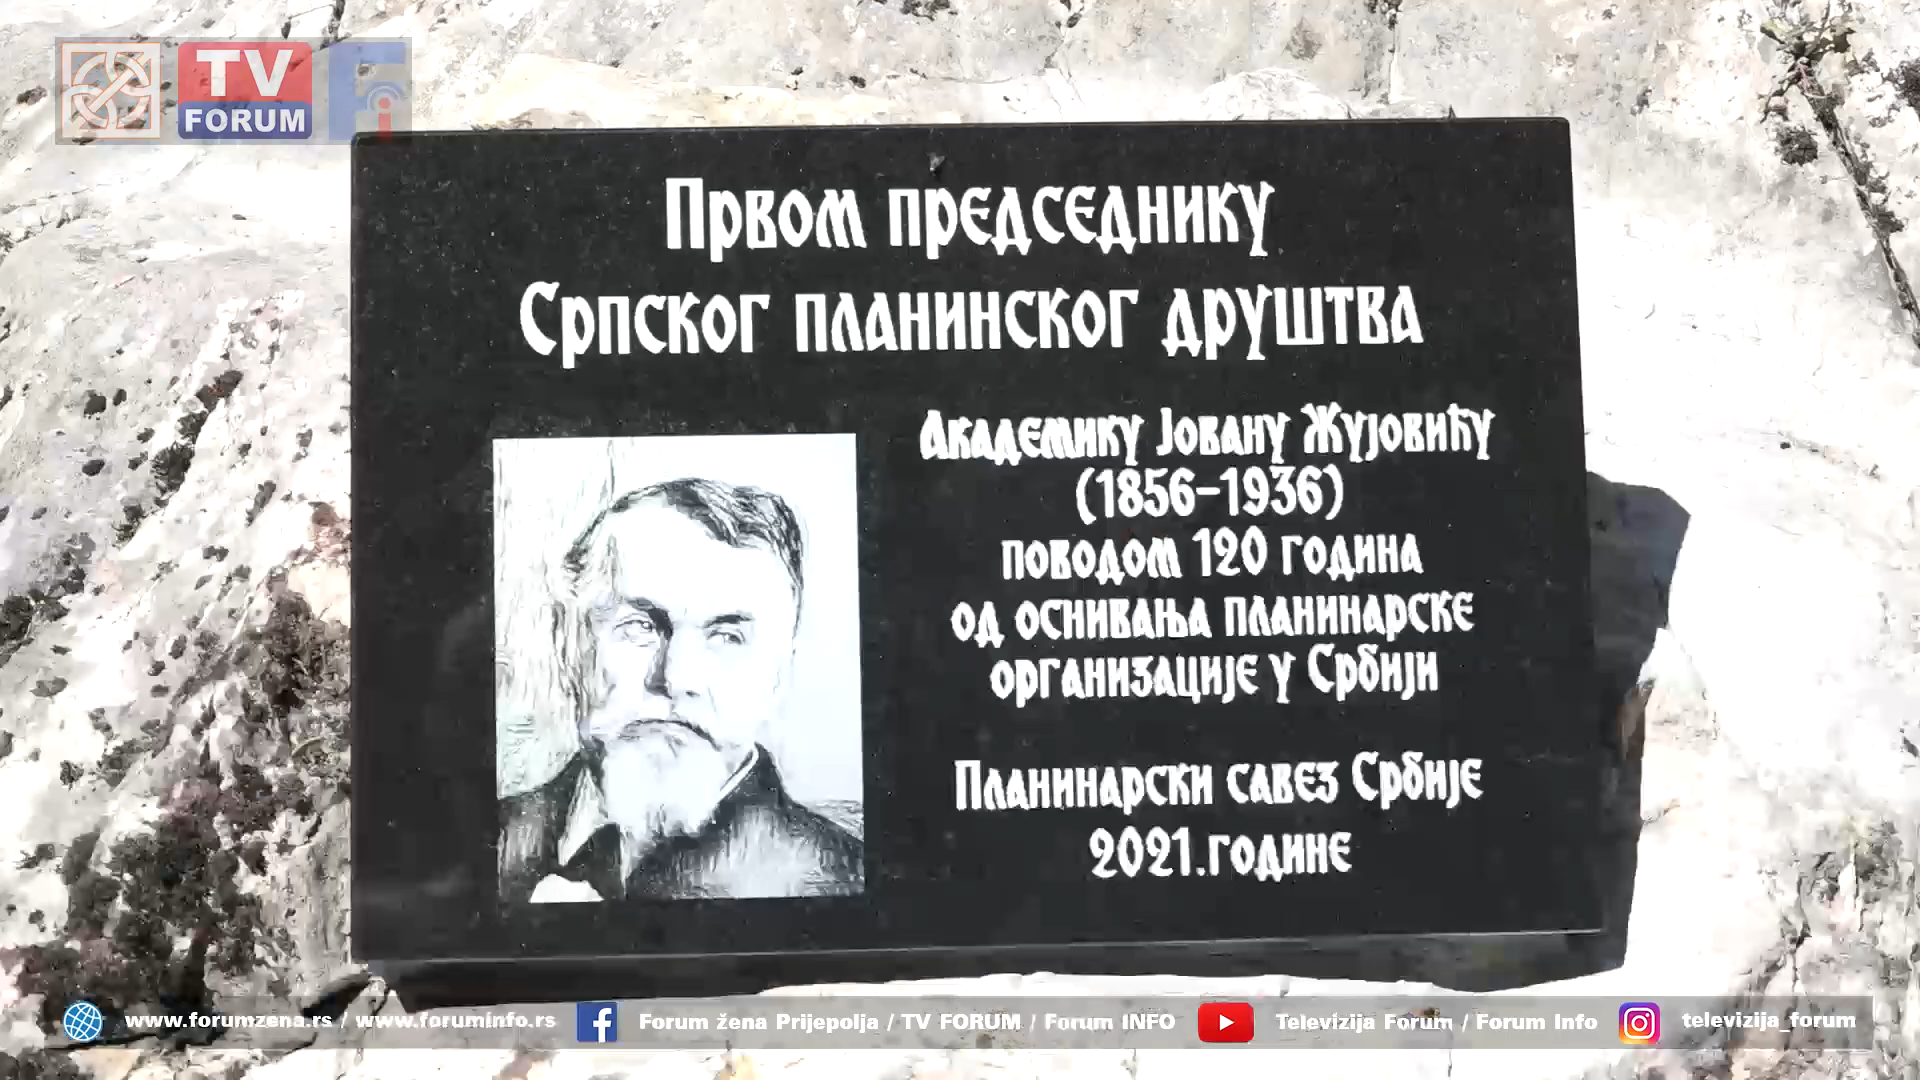 TV
FORUM
Fi
Првом председнику
Српског планинског друштва
Академику Јовану Жујовићу
(1856-1936)
поводом 120 година
од оснивања планинарске
организације у Србији
Планинарски савез Србије
2021.године
www.forumzena.rs / www.foruminfo.rs
Forum žena Prijepolja / TV FORUM / Forum INFO
Televizija Forum / Forum Info
televizija_forum